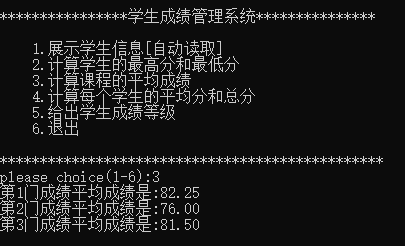 ***************学生成绩管理系统**************
1.展示学生信息[自动读取]
2.计算学生的最高分和最低分
3.计算课程的平均成绩
4.计算每个学生的平均分和总分
5.给出学生成绩等级
6.退出
*********************************************
please choice(1-6):3
第1门成绩平均成绩是:82.25
第2门成绩平均成绩是:76.00
第3门成绩平均成绩是:81.50